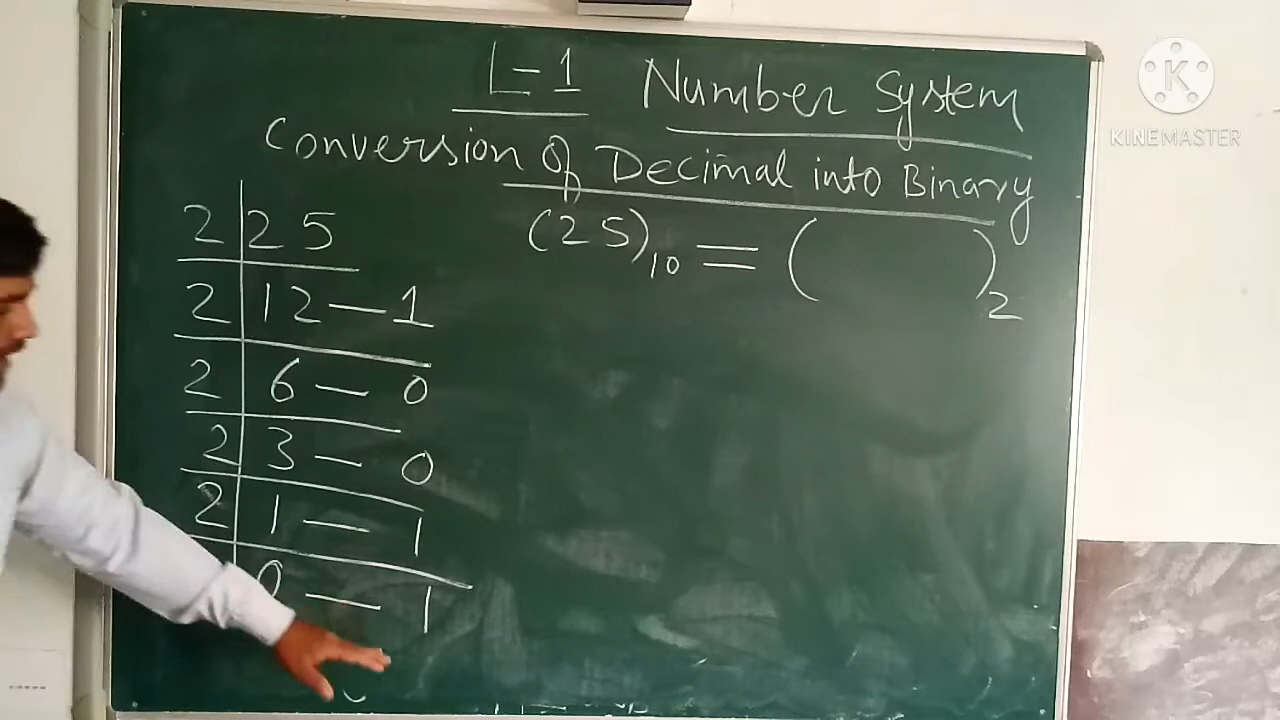 L-1 Number System
Conversion Of Decimal into Binary
(25)10 = ( )2
2 25
2 12 — 1
2 6 — 0
2 3 — 0
2 1 — 1
0 — 1
K
KINEMASTER